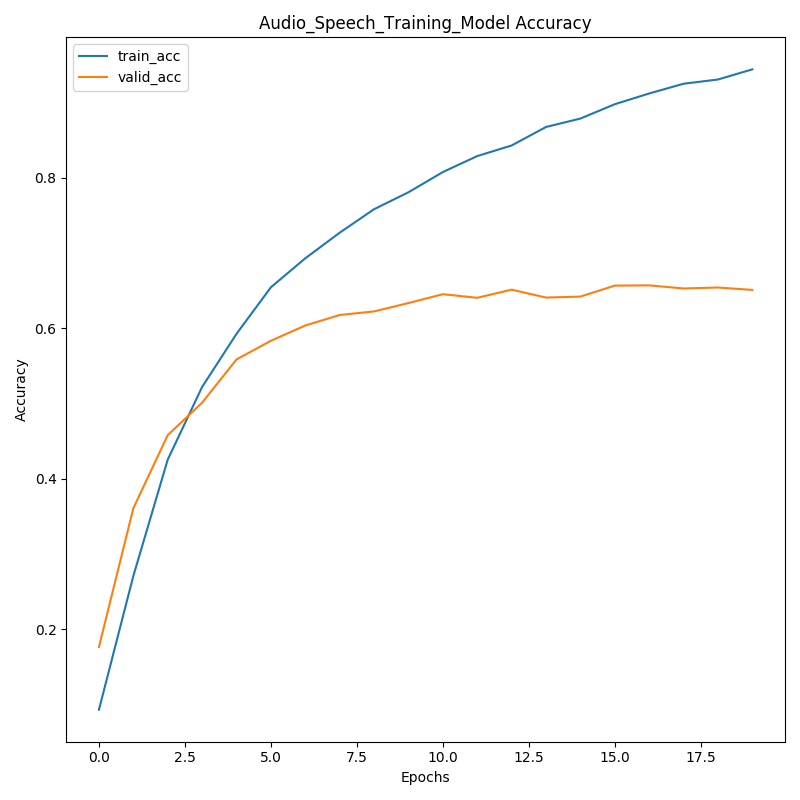 Audio_Speech_Training_Model Accuracy
train_acc
valid_acc
Accuracy
0.8
0.6
0.4
0.2
0.0 2.5 5.0 7.5 10.0 12.5 15.0 17.5
Epochs